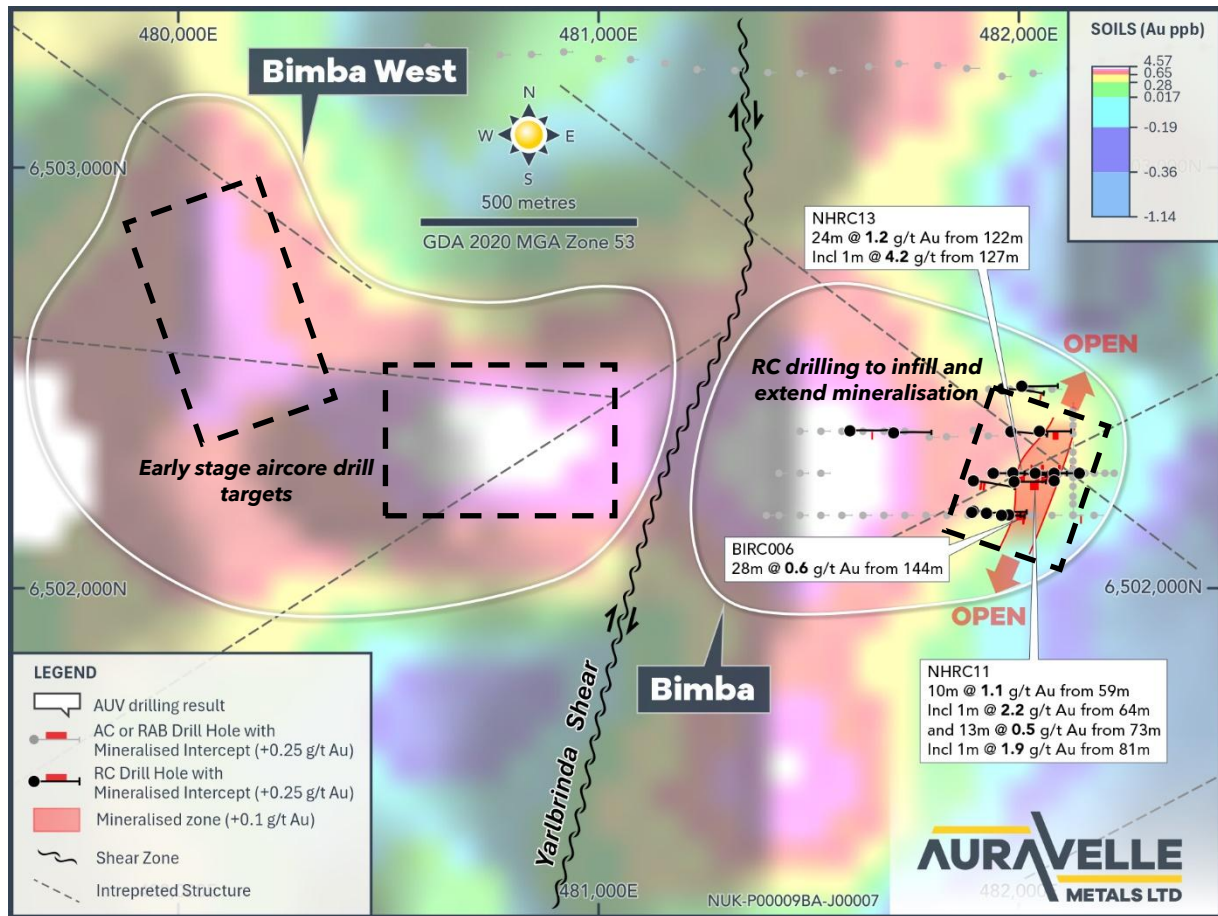 480,000E
481,000E
482,000E
SOILS (Au ppb)
4.57
0.65
0.28
0.017
-0.19
-0.36
-1.14
Bimba West
N
W
E
S
6,503,000N
500 metres
GDA 2020 MGA Zone 53
NHRC13
24m @ 1.2 g/t Au from 122m
Incl 1m @ 4.2 g/t from 127m
OPEN
RC drilling to infill and
extend mineralisation
Early stage aircore drill
targets
BIRC006
28m @ 0.6 g/t Au from 144m
6,502,000N
6,502,000N
OPEN
NHRC11
10m @ 1.1 g/t Au from 59m
Incl 1m @ 2.2 g/t Au from 64m
and 13m @ 0.5 g/t Au from 73m
Incl 1m @ 1.9 g/t Au from 81m
Bimba
Yarlbrinda Shear
LEGEND
AUV drilling result
AC or RAB Drill Hole with
Mineralised Intercept (+0.25 g/t Au)
RC Drill Hole with
Mineralised Intercept (+0.25 g/t Au)
Mineralised zone (+0.1 g/t Au)
Shear Zone
Intrepreted Structure
481,000E
NUK-P00009BA-J00007
AURAVELLE
METALS LTD